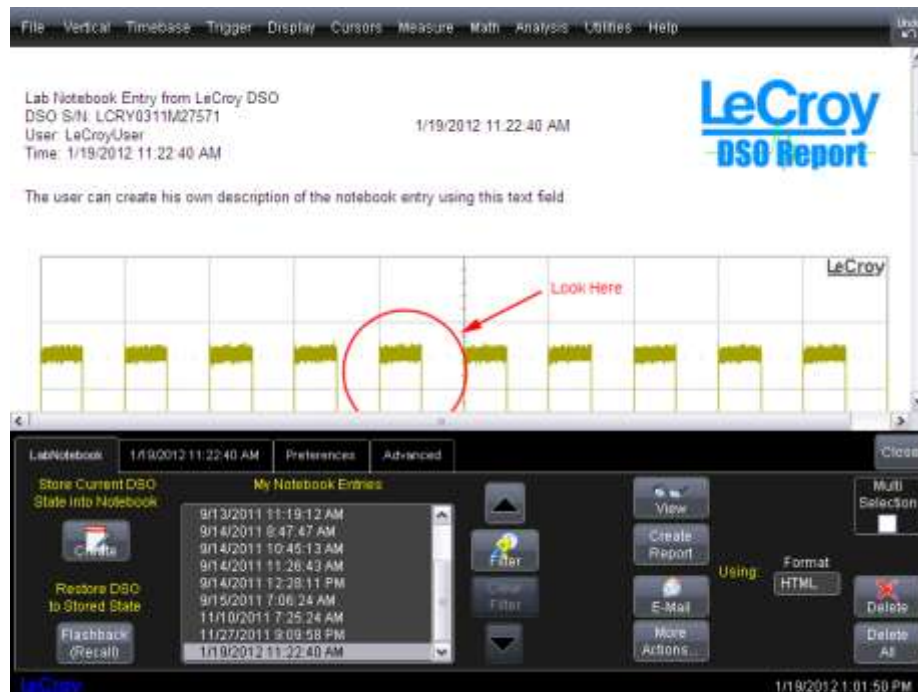 File Vertical Timebase Trigger Display Cursors Measure Math Analysis Utilities Help
Lab Notebook Entry from LeCroy DSO
DSO S/N: LCRY0311M27571
User: LeCroyUser
Time: 1/19/2012 11:22:40 AM
1/19/2012 11:22:40 AM
LeCroy
DSO Report
The user can create his own description of the notebook entry using this text field.
LeCroy
Look Here
LabNotebook 1/19/2012 11:22:40 AM Preferences Advanced
Close
Store Current DSO
State into Notebook
Create
Restore DSO
to Stored State
Flashback
(Recall)
My Notebook Entries
9/13/2011 11:19:12 AM
9/14/2011 8:47:47 AM
9/14/2011 10:45:13 AM
9/14/2011 11:26:43 AM
9/14/2011 12:28:11 PM
9/15/2011 7:06:24 AM
11/10/2011 7:25:24 AM
11/27/2011 9:09:58 PM
1/19/2012 11:22:40 AM
Filter
Clear
Filter
View
Create
Report
E-Mail
More
Actions...
Using:
Format
HTML
Multi
Selection
Delete
Delete
All
LeCroy
1/19/2012 1:01:50 PM